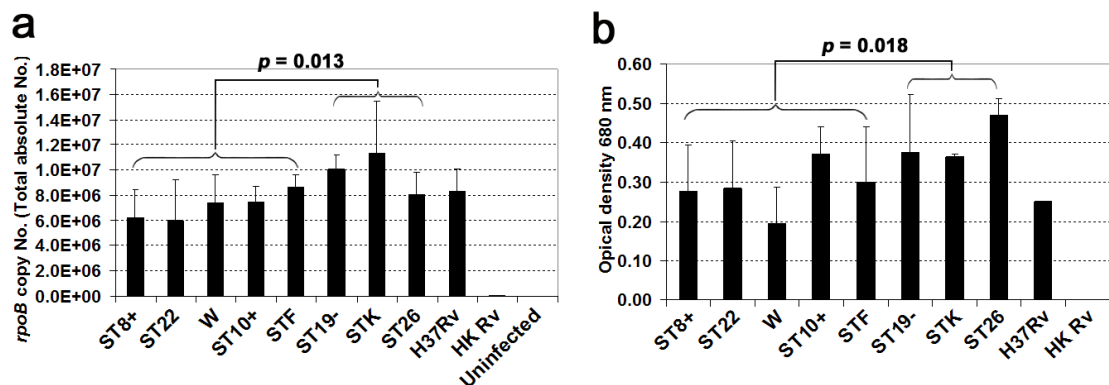 a
p = 0.013
rpoB copy No. (Total absolute No.)
1.8E+07
1.6E+07
1.4E+07
1.2E+07
1.0E+07
8.0E+06
6.0E+06
4.0E+06
2.0E+06
0.0E+00
ST8+
ST22
W
ST10+
STF
ST19-
STK
ST26
H37Rv
HK Rv
Uninfected
b
p = 0.018
Opical density 680 nm
0.60
0.50
0.40
0.30
0.20
0.10
0.00
ST8+
ST22
W
ST10+
STF
ST19-
STK
ST26
H37Rv
HK Rv